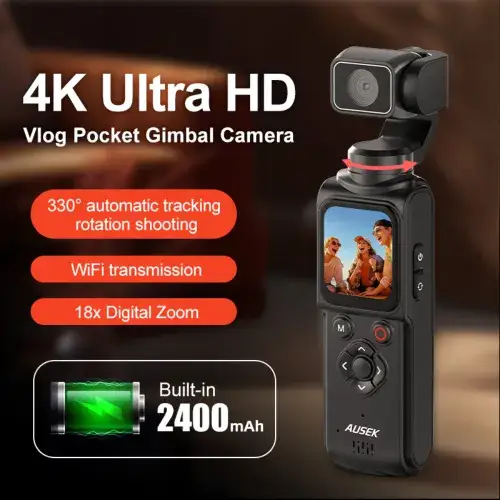 4K Ultra HD
Vlog Pocket Gimbal Camera
330° automatic tracking
rotation shooting
WiFi transmission
18x Digital Zoom
Built-in
2400mAh
M
AUSEK